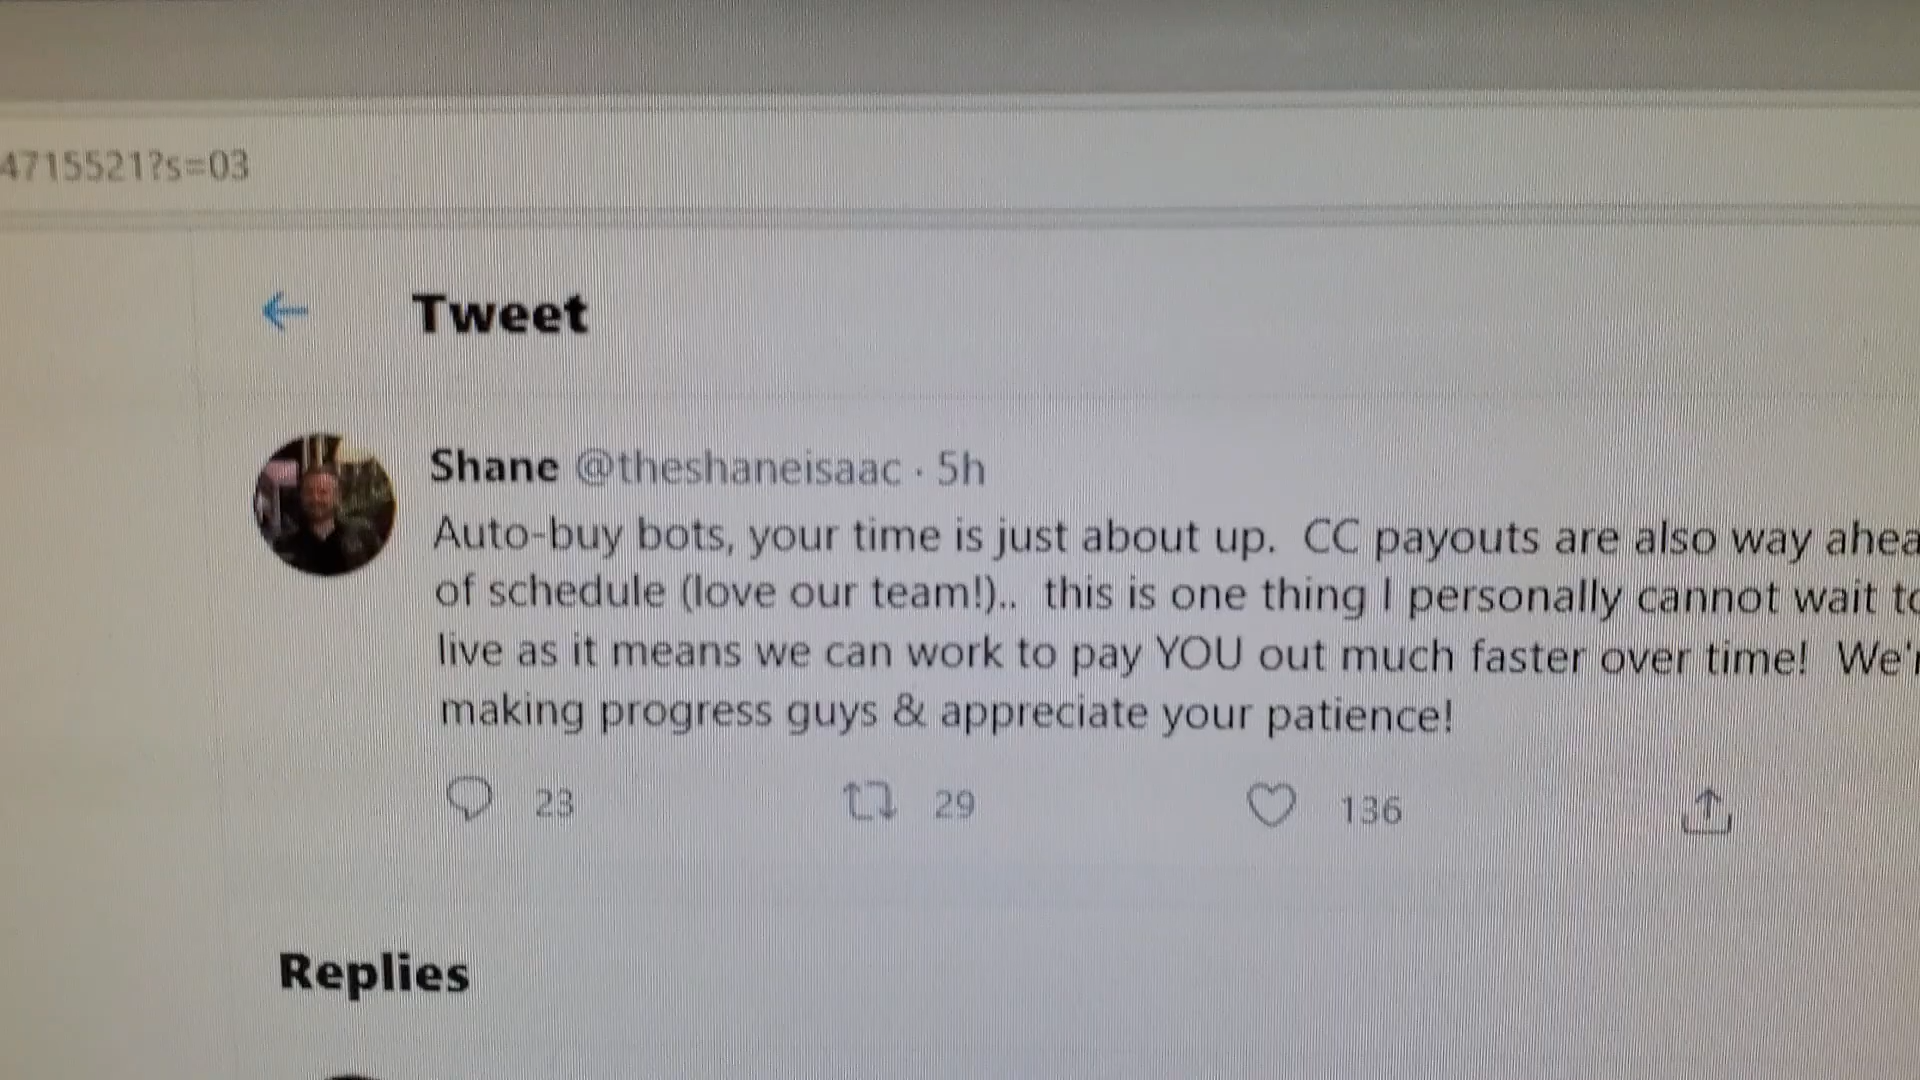 4715521?s=03
Tweet
Shane @theshaneisaac · 5h
Auto-buy bots, your time is just about up.  CC payouts are also way ahea
of schedule (love our team!)..  this is one thing I personally cannot wait to
live as it means we can work to pay YOU out much faster over time!  We'r
making progress guys & appreciate your patience!
23 29 136
Replies